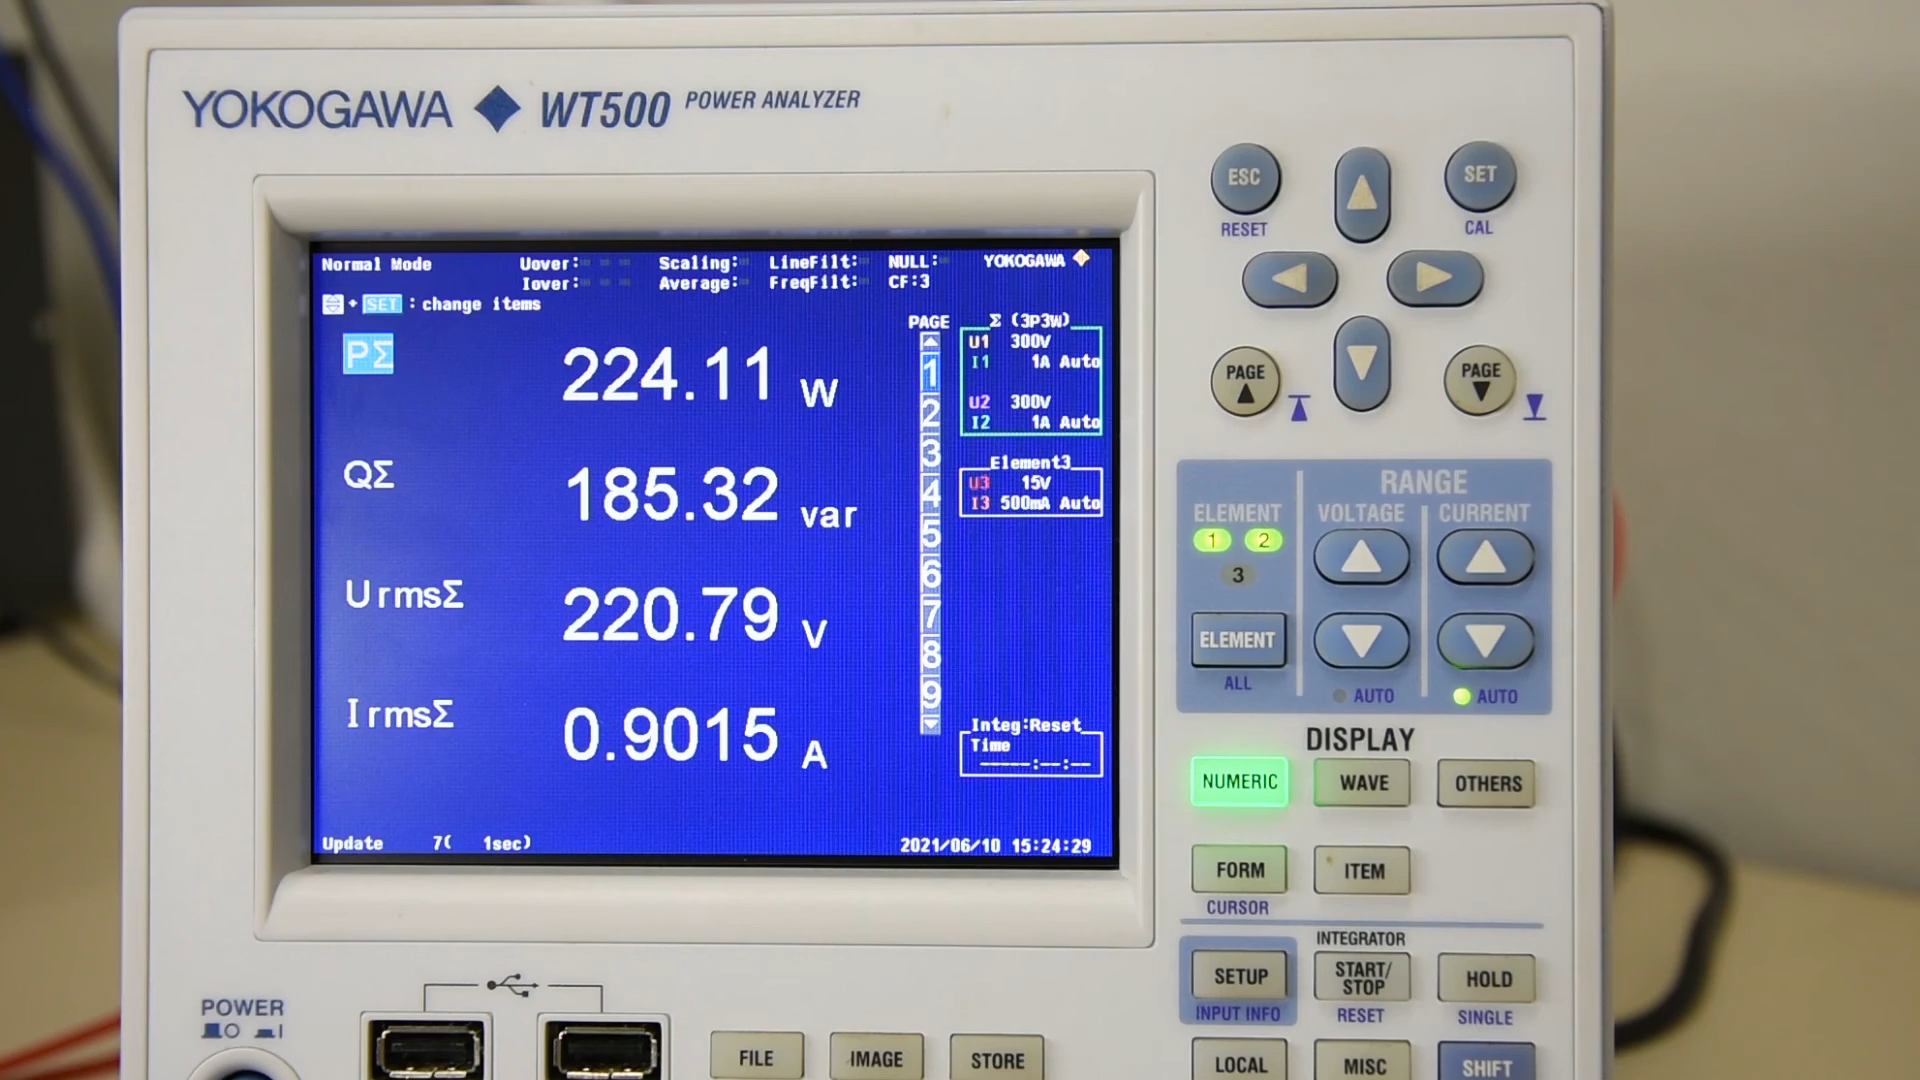 YOKOGAWA WT500 POWER ANALYZER
Normal Mode Uover: Scaling: LineFilt: NULL: YOKOGAWA
Iover: Average: FreqFilt: CF:3
+ SET : change items
PAGE
PΣ 224.11 W
QΣ 185.32 var
UrmsΣ 220.79 V
IrmsΣ 0.9015 A
1
2
3
4
5
6
7
8
9
Σ (3P3W)
U1 300V
I1 1A Auto
U2 300V
I2 1A Auto
Element3
U3 15V
I3 500mA Auto
Integ:Reset
Time
-----:--:--
Update 7( 1sec) 2021/06/10 15:24:29
ESC SET
RESET CAL
PAGE PAGE
RANGE
ELEMENT VOLTAGE CURRENT
1 2
3
ELEMENT
ALL AUTO AUTO
DISPLAY
NUMERIC WAVE OTHERS
FORM ITEM
CURSOR
INTEGRATOR
SETUP START/
STOP HOLD
INPUT INFO RESET SINGLE
POWER
FILE IMAGE STORE LOCAL MISC SHIFT